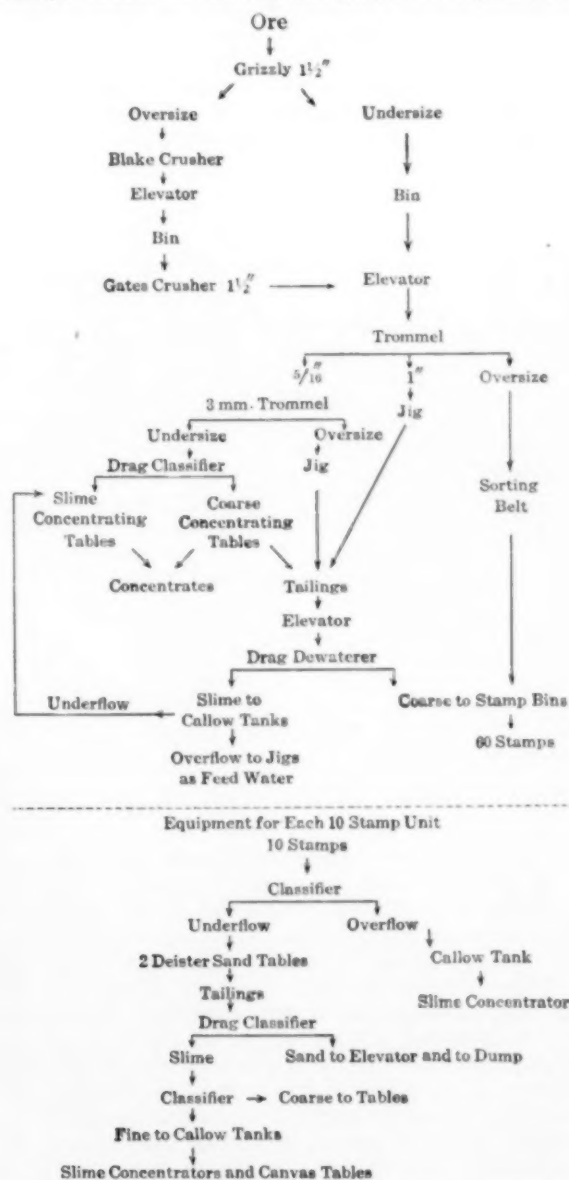 Ore
Grizzly 1½″
Oversize
Undersize
Blake Crusher
Elevator
Bin
Bin
Gates Crusher 1½″
Elevator
Trommel
5/16″
1″
Oversize
3 mm. Trommel
Jig
Undersize
Oversize
Drag Classifier
Jig
Slime
Concentrating
Tables
Coarse
Concentrating
Tables
Sorting
Belt
Concentrates
Tailings
Elevator
Drag Dewaterer
Underflow
Slime to
Callow Tanks
Coarse to Stamp Bins
60 Stamps
Overflow to Jigs
as Feed Water
Equipment for Each 10 Stamp Unit
10 Stamps
Classifier
Underflow
Overflow
2 Deister Sand Tables
Callow Tank
Tailings
Slime Concentrator
Drag Classifier
Slime
Sand to Elevator and to Dump
Classifier
Coarse to Tables
Fine to Callow Tanks
Slime Concentrators and Canvas Tables